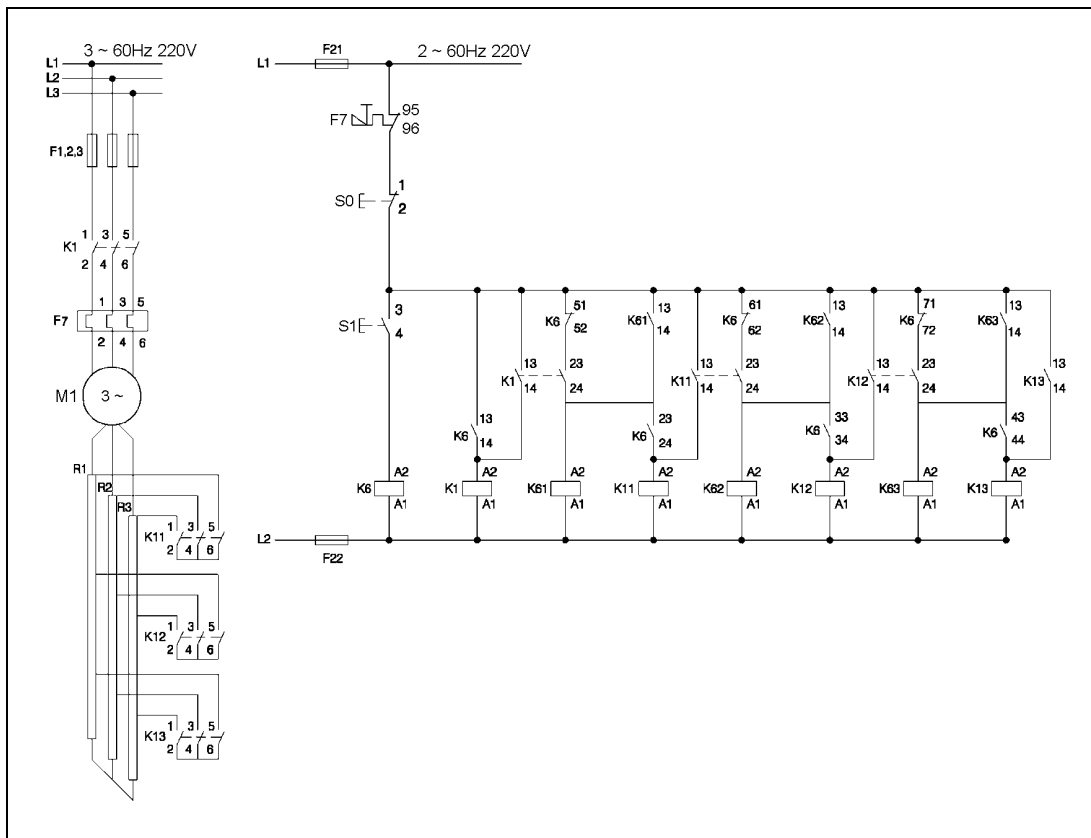 3 ~ 60Hz 220V
L1
L2
L3
F1,2,3
1 3 5
K1
2 4 6
1 3 5
F7
2 4 6
M1 3 ~
R1
R2
R3
1 3 5
K11
2 4 6
1 3 5
K12
2 4 6
1 3 5
K13
2 4 6
F21 2 ~ 60Hz 220V
L1
95
F7
96
1
S0
2
3
S1
4
51 13 61 13 71 13
K6 K61 K6 K62 K6 K63
52 14 62 14 72 14
13 23 13 23 13 23 13
K1 K11 K12 K13
14 24 14 24 14 24 14
13 23 33 43
K6 K6 K6 K6
14 24 34 44
A2 A2 A2 A2 A2 A2 A2 A2
K6 K1 K61 K11 K62 K12 K63 K13
A1 A1 A1 A1 A1 A1 A1 A1
L2
F22